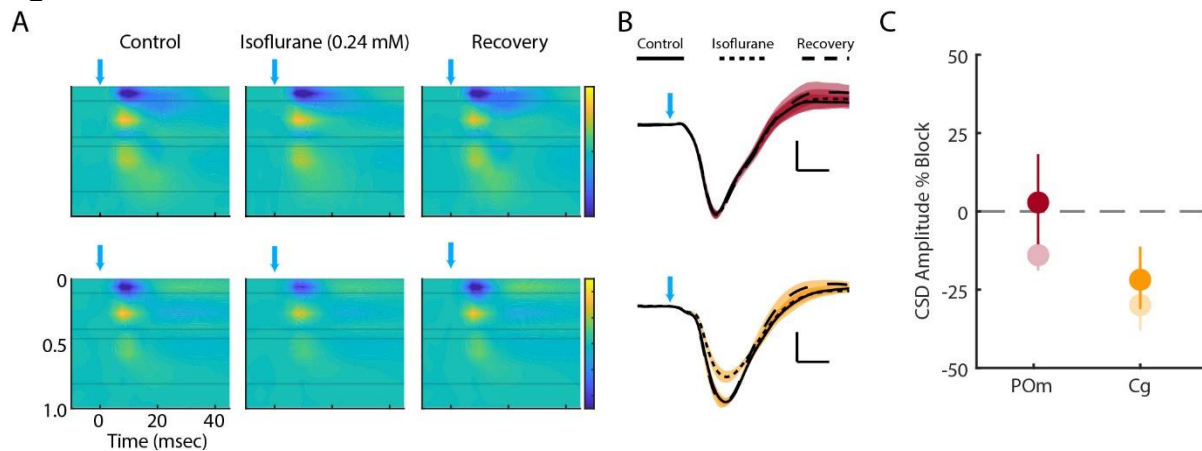 A
Control
Isoflurane (0.24 mM)
Recovery
0
0.5
1.0
0
20
40
Time (msec)
B
Control
Isoflurane
Recovery
C
50
25
0
-25
-50
CSD Amplitude % Block
POm
Cg